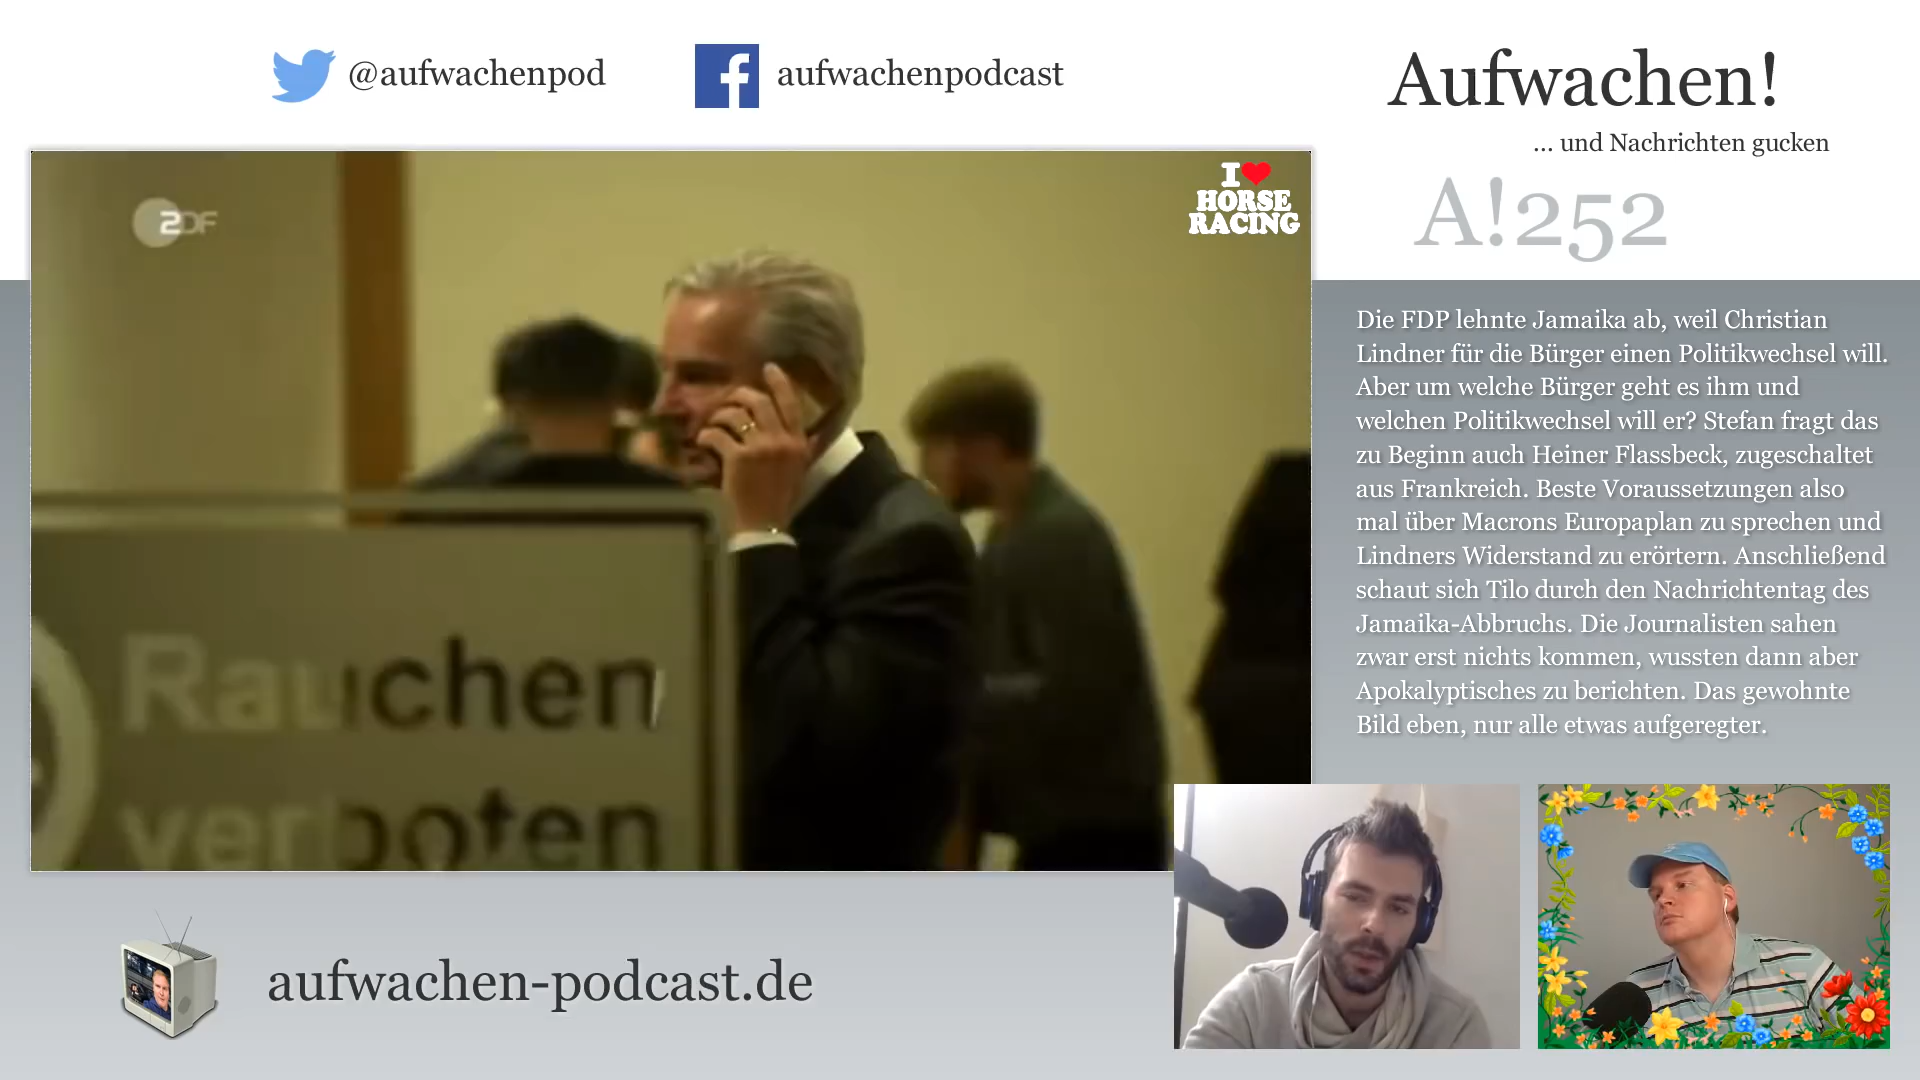 @aufwachenpod
aufwachenpodcast
Aufwachen!
... und Nachrichten gucken
A!252
ZDF
I
HORSE
RACING
Rauchen
verboten
Die FDP lehnte Jamaika ab, weil Christian
Lindner für die Bürger einen Politikwechsel will.
Aber um welche Bürger geht es ihm und
welchen Politikwechsel will er? Stefan fragt das
zu Beginn auch Heiner Flassbeck, zugeschaltet
aus Frankreich. Beste Voraussetzungen also
mal über Macrons Europaplan zu sprechen und
Lindners Widerstand zu erörtern. Anschließend
schaut sich Tilo durch den Nachrichtentag des
Jamaika-Abbruchs. Die Journalisten sahen
zwar erst nichts kommen, wussten dann aber
Apokalyptisches zu berichten. Das gewohnte
Bild eben, nur alle etwas aufgeregter.
aufwachen-podcast.de